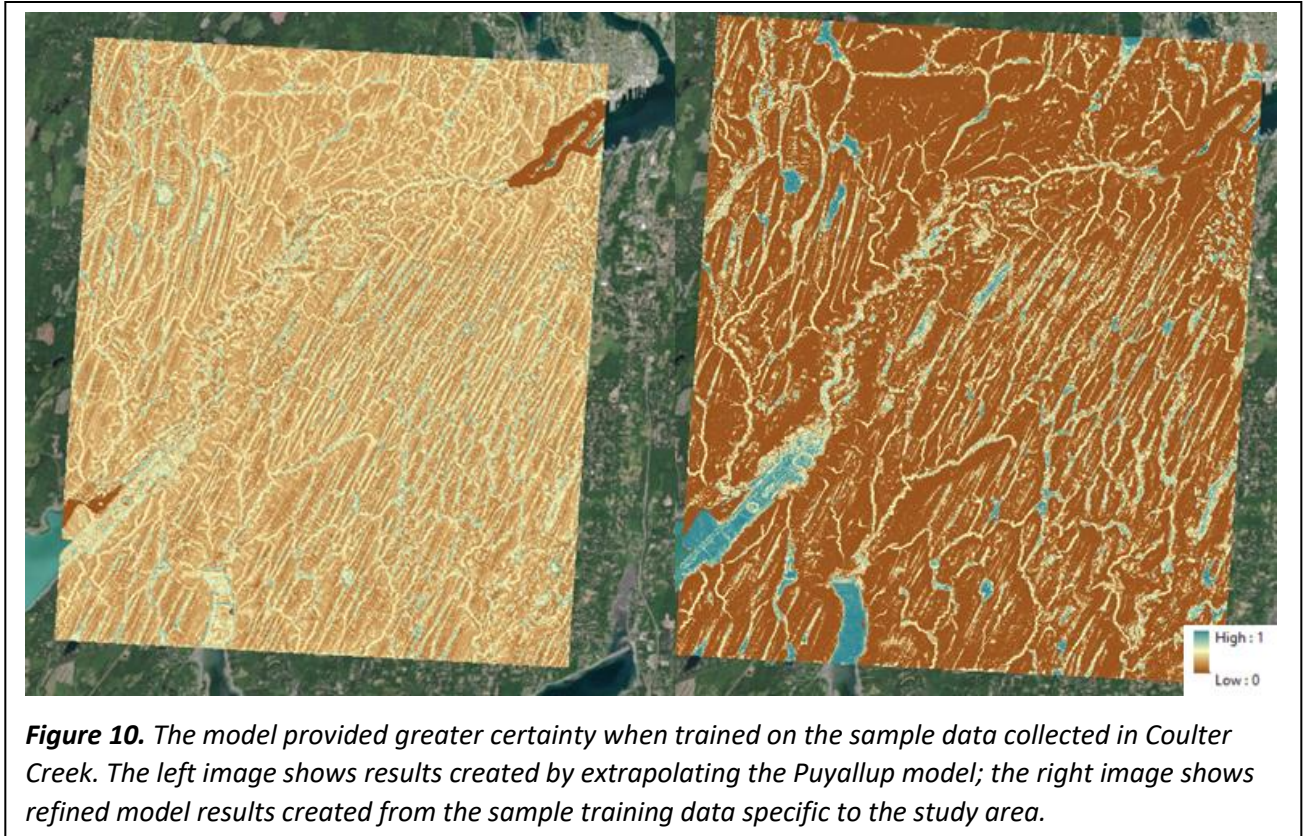 High : 1
Low : 0
Figure 10. The model provided greater certainty when trained on the sample data collected in Coulter
Creek. The left image shows results created by extrapolating the Puyallup model; the right image shows
refined model results created from the sample training data specific to the study area.